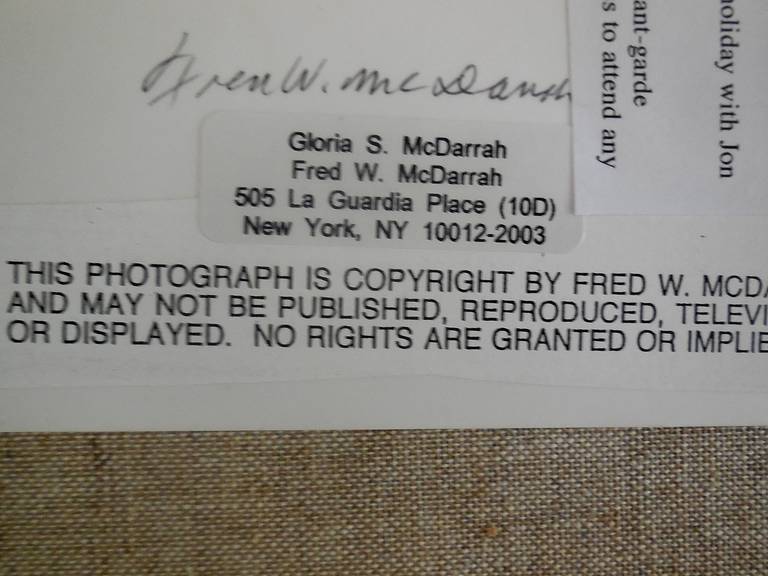 Fred W. McDarrah
Gloria S. McDarrah
Fred W. McDarrah
505 La Guardia Place (10D)
New York, NY 10012-2003
THIS PHOTOGRAPH IS COPYRIGHT BY FRED W. MCDA
AND MAY NOT BE PUBLISHED, REPRODUCED, TELEVI
OR DISPLAYED. NO RIGHTS ARE GRANTED OR IMPLIE
holiday with Jon
ant-garde
s to attend any